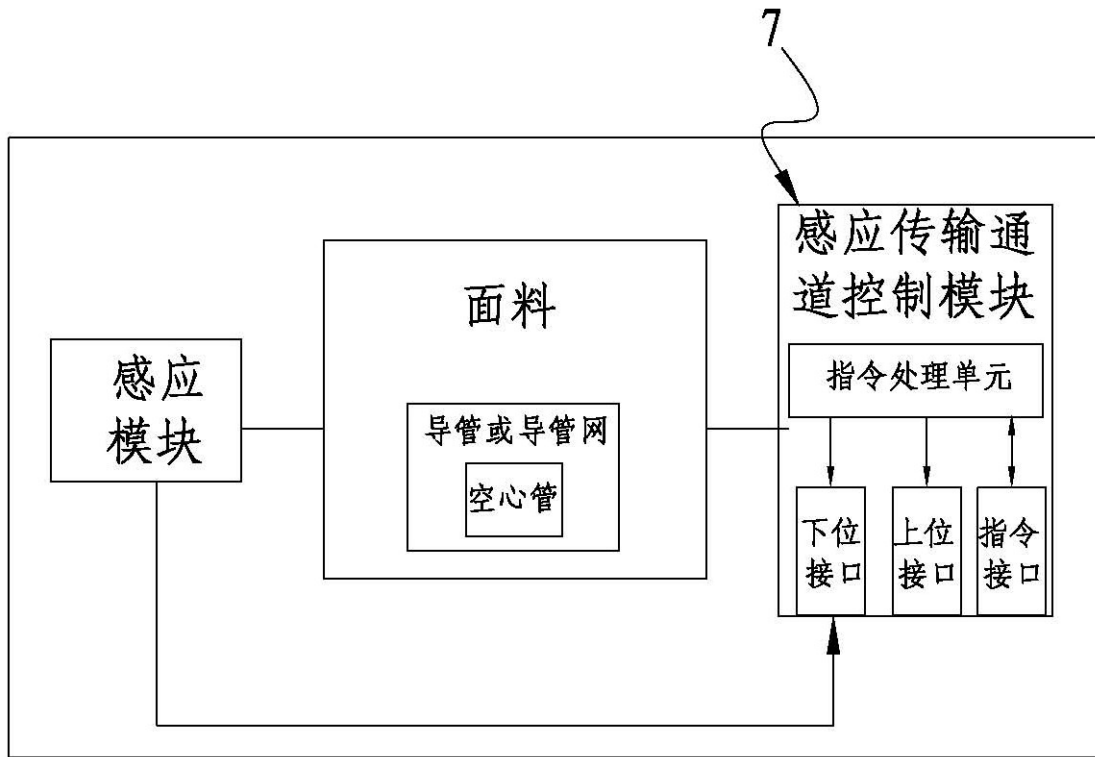 7
感应传输通
道控制模块
面料
指令处理单元
感应
模块
导管或导管网
空心管
下位
接口
上位
接口
指令
接口